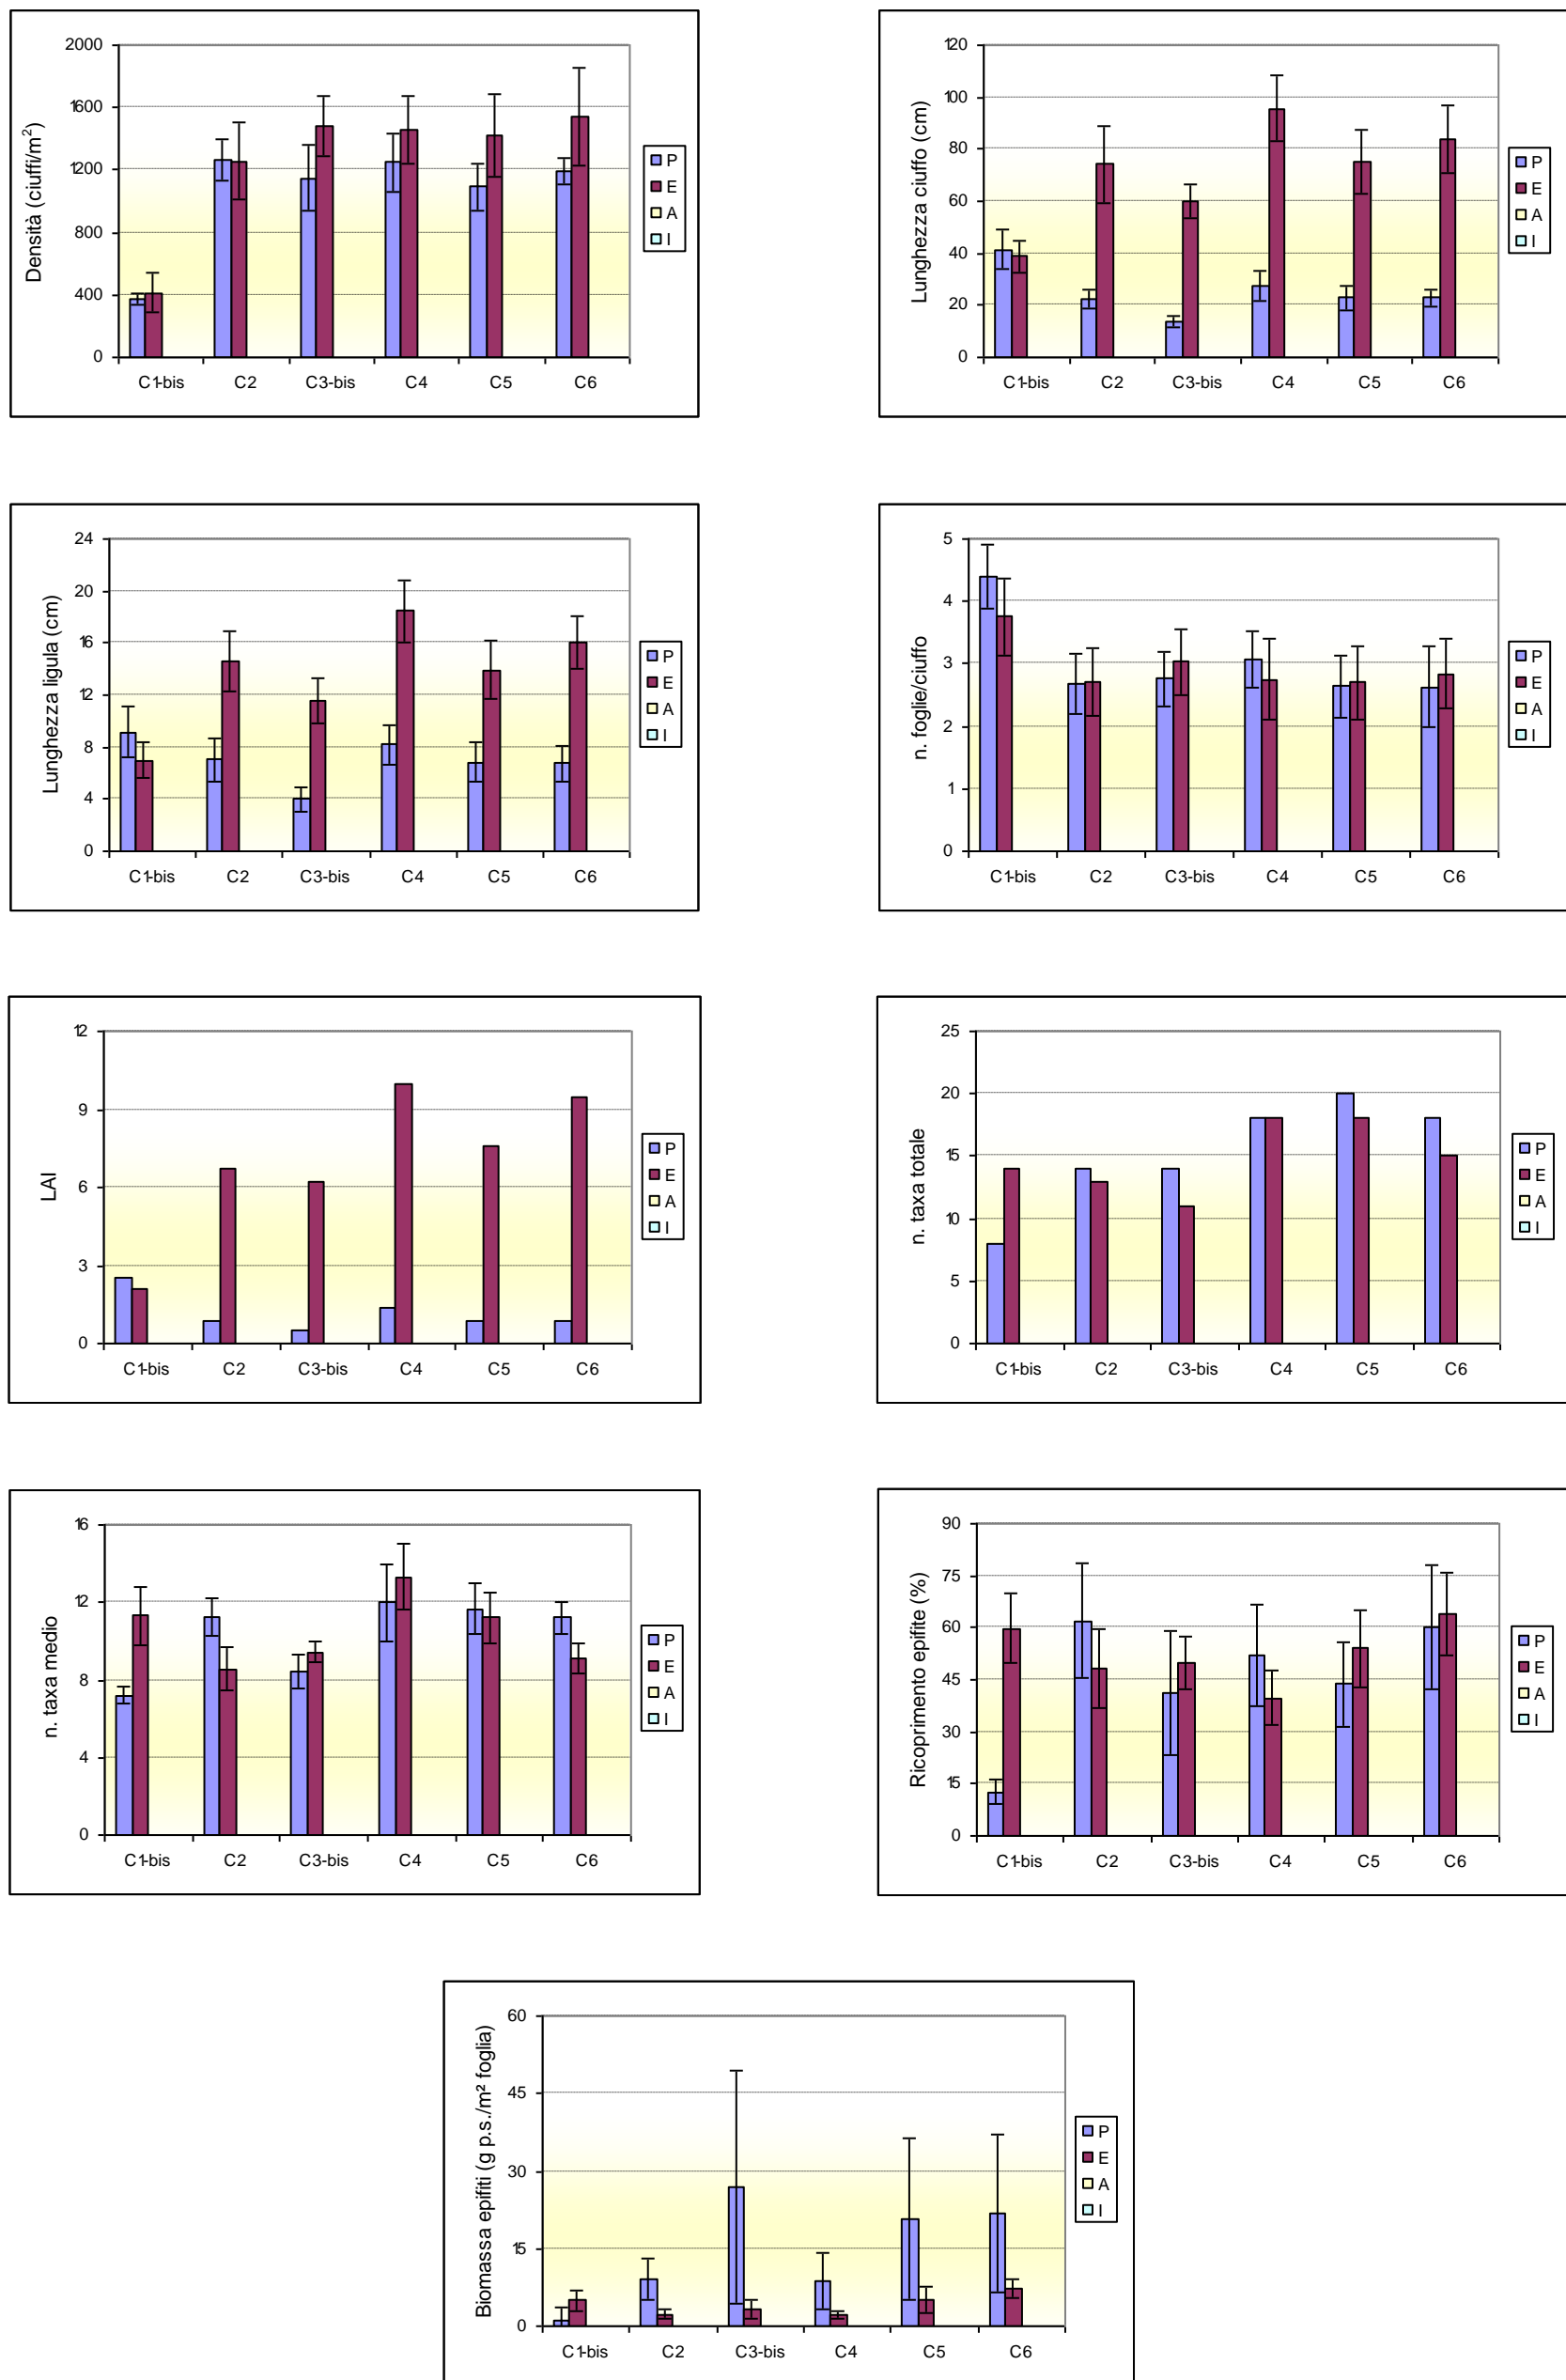 Densità (ciuffi/m²)
2000
1600
1200
800
400
0
C1-bis C2 C3-bis C4 C5 C6
P
E
A
I
Lunghezza ciuffo (cm)
120
100
80
60
40
20
0
C1-bis C2 C3-bis C4 C5 C6
P
E
A
I
Lunghezza ligula (cm)
24
20
16
12
8
4
0
C1-bis C2 C3-bis C4 C5 C6
P
E
A
I
n. foglie/ciuffo
5
4
3
2
1
0
C1-bis C2 C3-bis C4 C5 C6
P
E
A
I
LAI
12
9
6
3
0
C1-bis C2 C3-bis C4 C5 C6
P
E
A
I
n. taxa totale
25
20
15
10
5
0
C1-bis C2 C3-bis C4 C5 C6
P
E
A
I
n. taxa medio
16
12
8
4
0
C1-bis C2 C3-bis C4 C5 C6
P
E
A
I
Ricoprimento epifite (%)
90
75
60
45
30
15
0
C1-bis C2 C3-bis C4 C5 C6
P
E
A
I
Biomassa epifiti (g p.s./m² foglia)
60
45
30
15
0
C1-bis C2 C3-bis C4 C5 C6
P
E
A
I